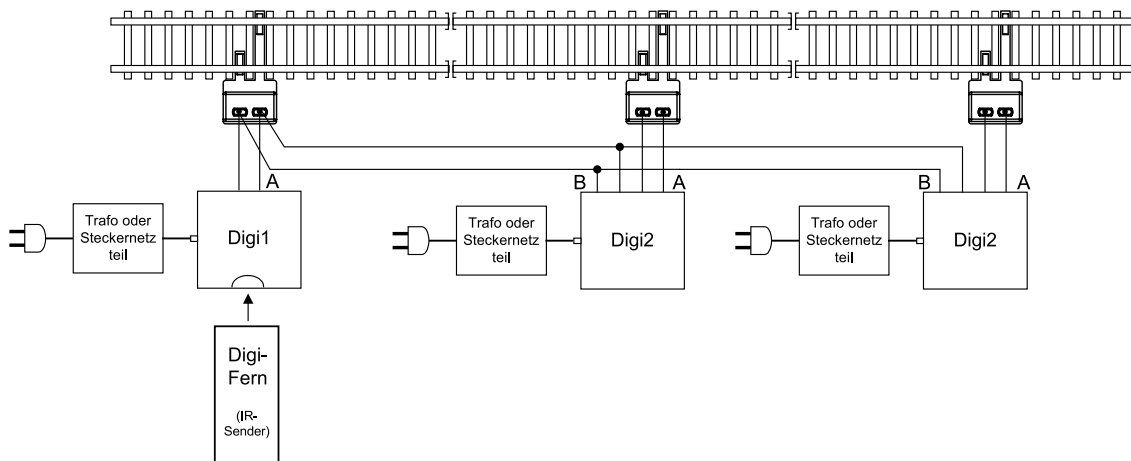 A
B
A
B
A
Trafo oder
Steckernetz
teil
Digi1
Trafo oder
Steckernetz
teil
Digi2
Trafo oder
Steckernetz
teil
Digi2
Digi-
Fern
(IR-
Sender)